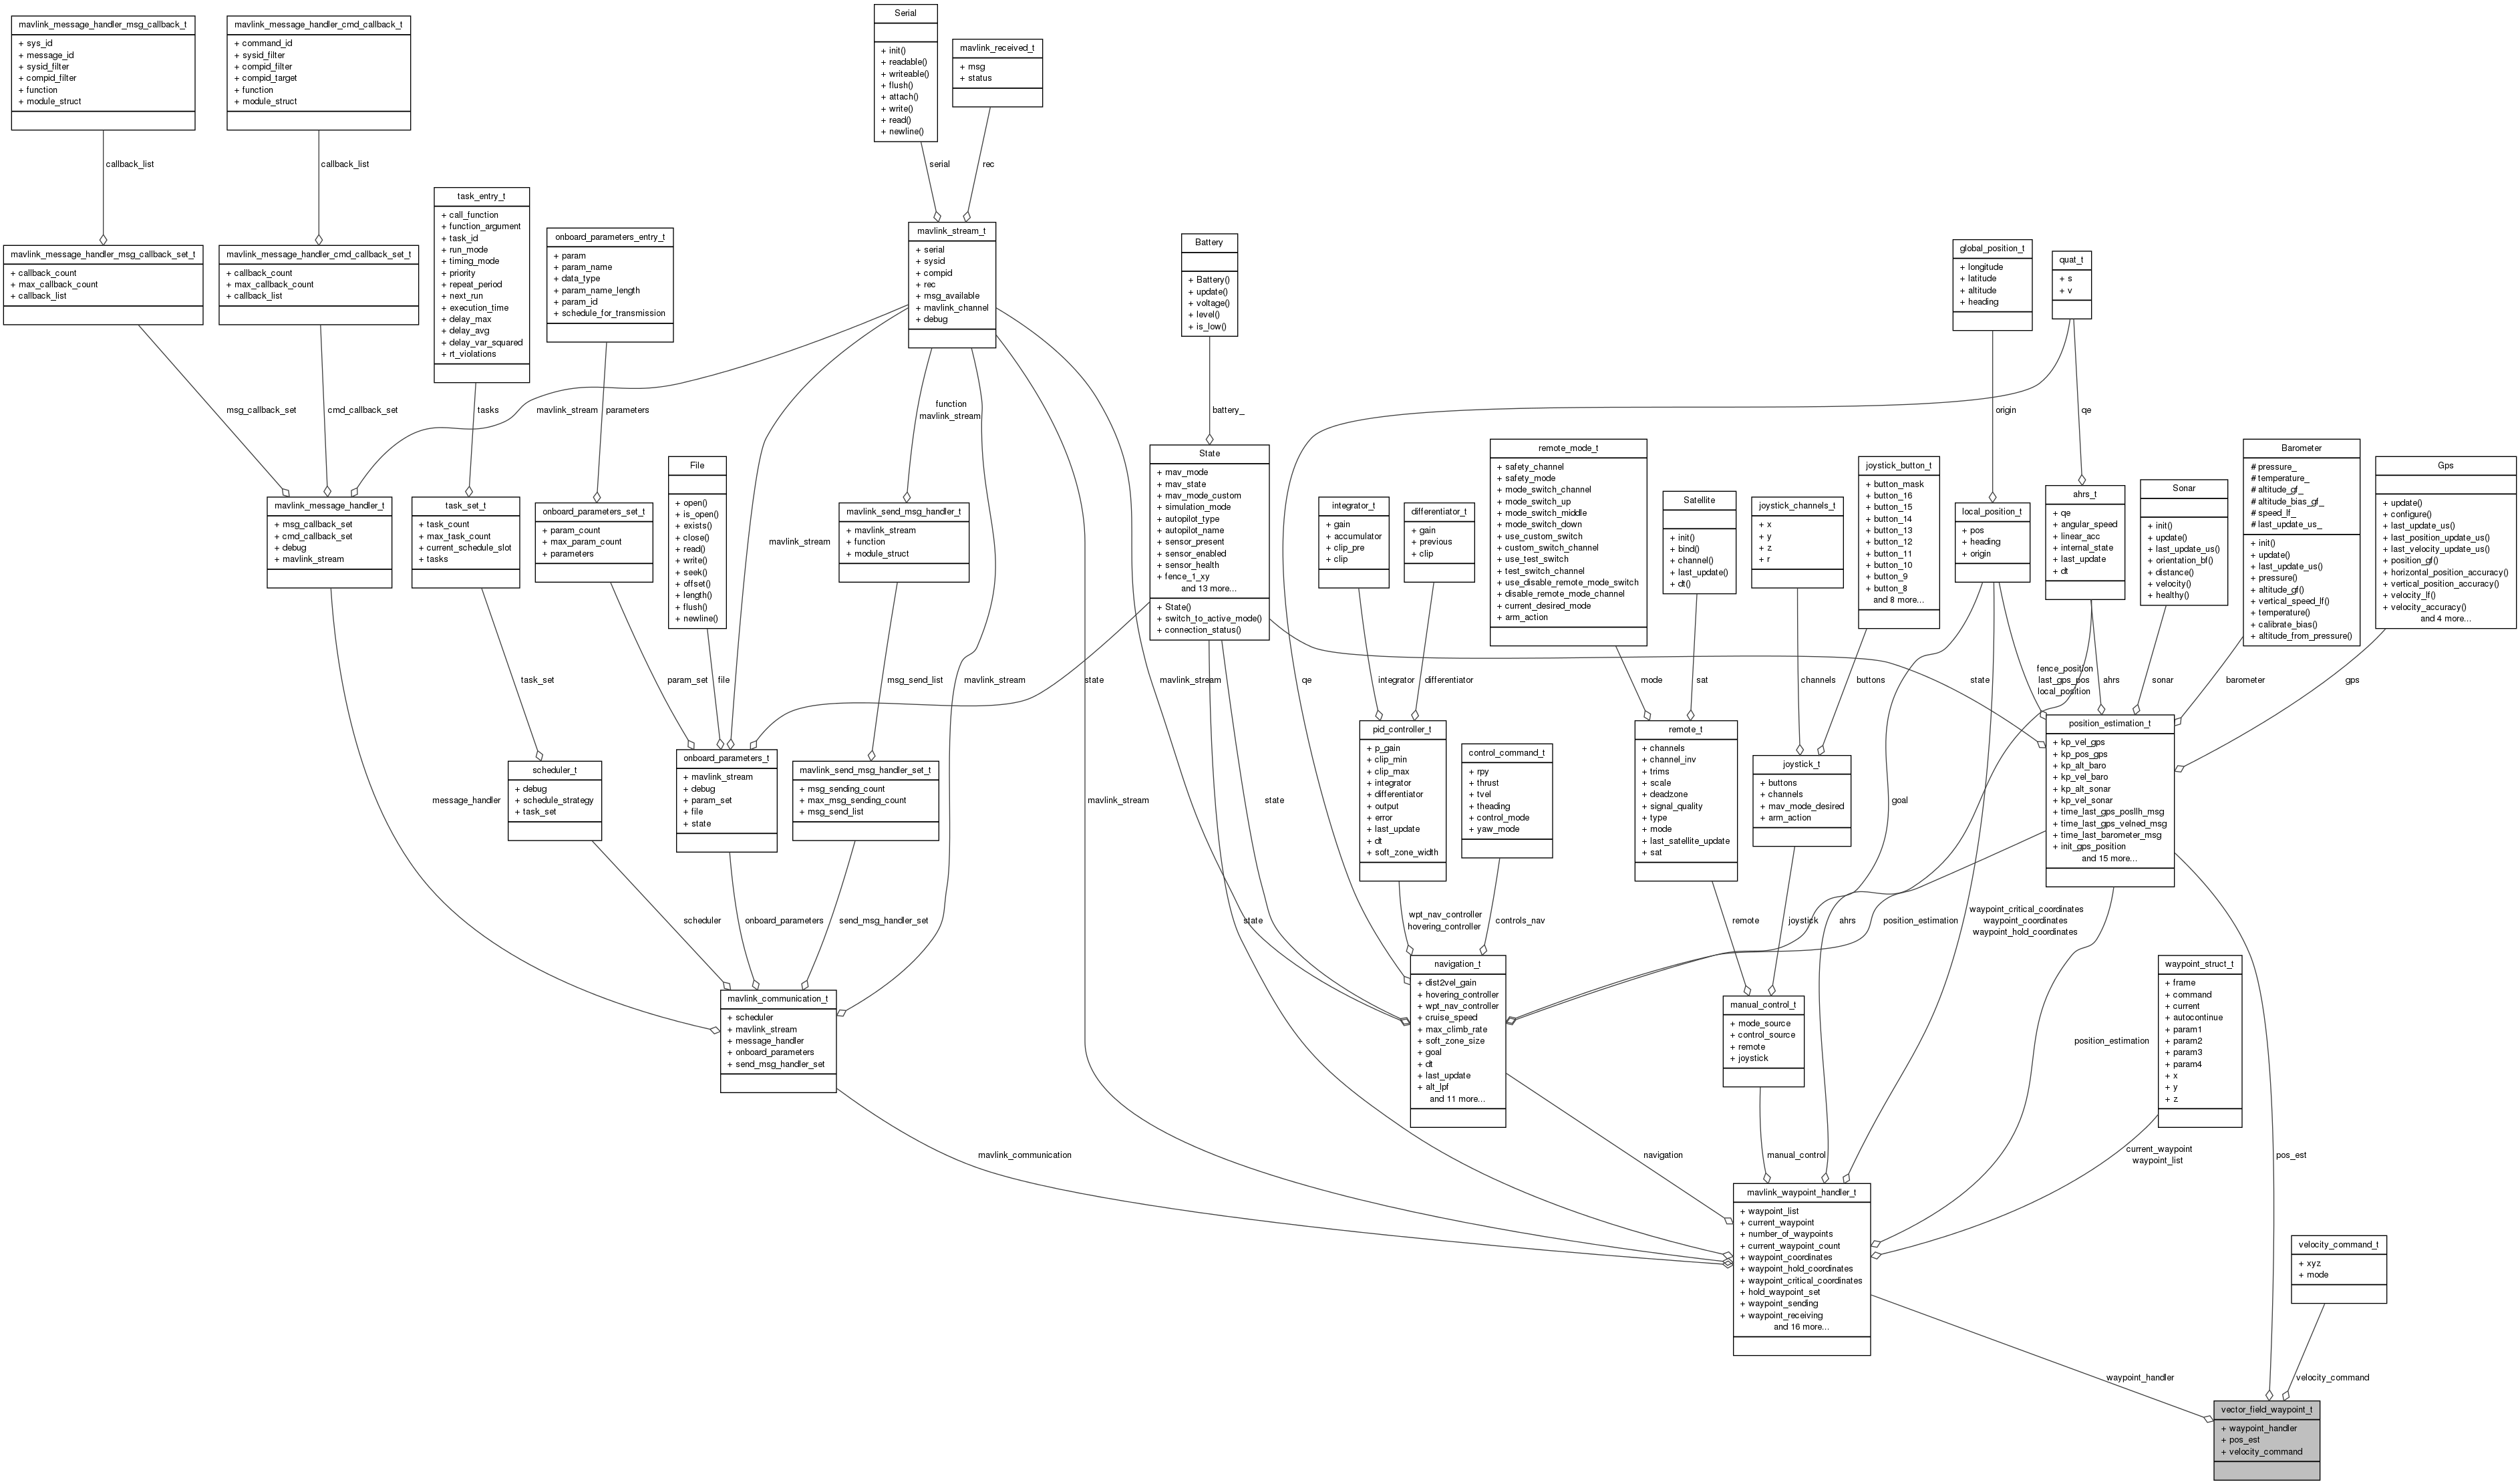 mavlink_message_handler_msg_callback_t
+ sys_id
+ message_id
+ sysid_filter
+ compid_filter
+ function
+ module_struct
mavlink_message_handler_cmd_callback_t
+ command_id
+ sysid_filter
+ compid_filter
+ compid_target
+ function
+ module_struct
Serial
+ init()
+ readable()
+ writeable()
+ flush()
+ attach()
+ write()
+ read()
+ newline()
mavlink_received_t
+ msg
+ status
callback_list
callback_list
serial
rec
mavlink_message_handler_msg_callback_set_t
+ callback_count
+ max_callback_count
+ callback_list
mavlink_message_handler_cmd_callback_set_t
+ callback_count
+ max_callback_count
+ callback_list
task_entry_t
+ call_function
+ function_argument
+ task_id
+ run_mode
+ timing_mode
+ priority
+ repeat_period
+ next_run
+ execution_time
+ delay_max
+ delay_avg
+ delay_var_squared
+ rt_violations
onboard_parameters_entry_t
+ param
+ param_name
+ data_type
+ param_name_length
+ param_id
+ schedule_for_transmission
mavlink_stream_t
+ serial
+ sysid
+ compid
+ rec
+ msg_available
+ mavlink_channel
+ debug
Battery
+ Battery()
+ update()
+ voltage()
+ level()
+ is_low()
global_position_t
+ longitude
+ latitude
+ altitude
+ heading
quat_t
+ s
+ v
msg_callback_set
cmd_callback_set
tasks
mavlink_stream
parameters
function
mavlink_stream
battery_
origin
qe
mavlink_message_handler_t
+ msg_callback_set
+ cmd_callback_set
+ debug
+ mavlink_stream
task_set_t
+ task_count
+ max_task_count
+ current_schedule_slot
+ tasks
onboard_parameters_set_t
+ param_count
+ max_param_count
+ parameters
File
+ open()
+ is_open()
+ exists()
+ close()
+ read()
+ write()
+ seek()
+ offset()
+ length()
+ flush()
+ newline()
mavlink_stream
mavlink_send_msg_handler_t
+ mavlink_stream
+ function
+ module_struct
State
+ mav_mode
+ mav_state
+ mav_mode_custom
+ simulation_mode
+ autopilot_type
+ autopilot_name
+ sensor_present
+ sensor_enabled
+ sensor_health
+ fence_1_xy
and 13 more...
+ State()
+ switch_to_active_mode()
+ connection_status()
integrator_t
+ gain
+ accumulator
+ clip_pre
+ clip
differentiator_t
+ gain
+ previous
+ clip
remote_mode_t
+ safety_channel
+ safety_mode
+ mode_switch_channel
+ mode_switch_up
+ mode_switch_middle
+ mode_switch_down
+ use_custom_switch
+ custom_switch_channel
+ use_test_switch
+ test_switch_channel
+ use_disable_remote_mode_switch
+ disable_remote_mode_channel
+ current_desired_mode
+ arm_action
Satellite
+ init()
+ bind()
+ channel()
+ last_update()
+ dt()
joystick_channels_t
+ x
+ y
+ z
+ r
joystick_button_t
+ button_mask
+ button_16
+ button_15
+ button_14
+ button_13
+ button_12
+ button_11
+ button_10
+ button_9
+ button_8
and 8 more...
local_position_t
+ pos
+ heading
+ origin
ahrs_t
+ qe
+ angular_speed
+ linear_acc
+ internal_state
+ last_update
+ dt
Sonar
+ init()
+ update()
+ last_update_us()
+ orientation_bf()
+ distance()
+ velocity()
+ healthy()
Barometer
# pressure_
# temperature_
# altitude_gf_
# altitude_bias_gf_
# speed_lf_
# last_update_us_
+ init()
+ update()
+ last_update_us()
+ pressure()
+ altitude_gf()
+ vertical_speed_lf()
+ temperature()
+ calibrate_bias()
+ altitude_from_pressure()
Gps
+ update()
+ configure()
+ last_update_us()
+ last_position_update_us()
+ last_velocity_update_us()
+ position_gf()
+ horizontal_position_accuracy()
+ vertical_position_accuracy()
+ velocity_lf()
+ velocity_accuracy()
and 4 more...
task_set
param_set
file
msg_send_list
mavlink_stream
state
mavlink_stream
qe
integrator
differentiator
mode
sat
channels
buttons
state
fence_position
last_gps_pos
local_position
ahrs
sonar
barometer
gps
message_handler
scheduler_t
+ debug
+ schedule_strategy
+ task_set
onboard_parameters_t
+ mavlink_stream
+ debug
+ param_set
+ file
+ state
mavlink_send_msg_handler_set_t
+ msg_sending_count
+ max_msg_sending_count
+ msg_send_list
mavlink_stream
state
pid_controller_t
+ p_gain
+ clip_min
+ clip_max
+ integrator
+ differentiator
+ output
+ error
+ last_update
+ dt
+ soft_zone_width
control_command_t
+ rpy
+ thrust
+ tvel
+ theading
+ control_mode
+ yaw_mode
remote_t
+ channels
+ channel_inv
+ trims
+ scale
+ deadzone
+ signal_quality
+ type
+ mode
+ last_satellite_update
+ sat
joystick_t
+ buttons
+ channels
+ mav_mode_desired
+ arm_action
goal
position_estimation_t
+ kp_vel_gps
+ kp_pos_gps
+ kp_alt_baro
+ kp_vel_baro
+ kp_alt_sonar
+ kp_vel_sonar
+ time_last_gps_posllh_msg
+ time_last_gps_velned_msg
+ time_last_barometer_msg
+ init_gps_position
and 15 more...
scheduler
onboard_parameters
send_msg_handler_set
state
wpt_nav_controller
hovering_controller
controls_nav
remote
joystick
ahrs
position_estimation
waypoint_critical_coordinates
waypoint_coordinates
waypoint_hold_coordinates
mavlink_communication_t
+ scheduler
+ mavlink_stream
+ message_handler
+ onboard_parameters
+ send_msg_handler_set
navigation_t
+ dist2vel_gain
+ hovering_controller
+ wpt_nav_controller
+ cruise_speed
+ max_climb_rate
+ soft_zone_size
+ goal
+ dt
+ last_update
+ alt_lpf
and 11 more...
manual_control_t
+ mode_source
+ control_source
+ remote
+ joystick
position_estimation
waypoint_struct_t
+ frame
+ command
+ current
+ autocontinue
+ param1
+ param2
+ param3
+ param4
+ x
+ y
+ z
mavlink_communication
navigation
manual_control
current_waypoint
waypoint_list
pos_est
mavlink_waypoint_handler_t
+ waypoint_list
+ current_waypoint
+ number_of_waypoints
+ current_waypoint_count
+ waypoint_coordinates
+ waypoint_hold_coordinates
+ waypoint_critical_coordinates
+ hold_waypoint_set
+ waypoint_sending
+ waypoint_receiving
and 16 more...
velocity_command_t
+ xyz
+ mode
waypoint_handler
velocity_command
vector_field_waypoint_t
+ waypoint_handler
+ pos_est
+ velocity_command